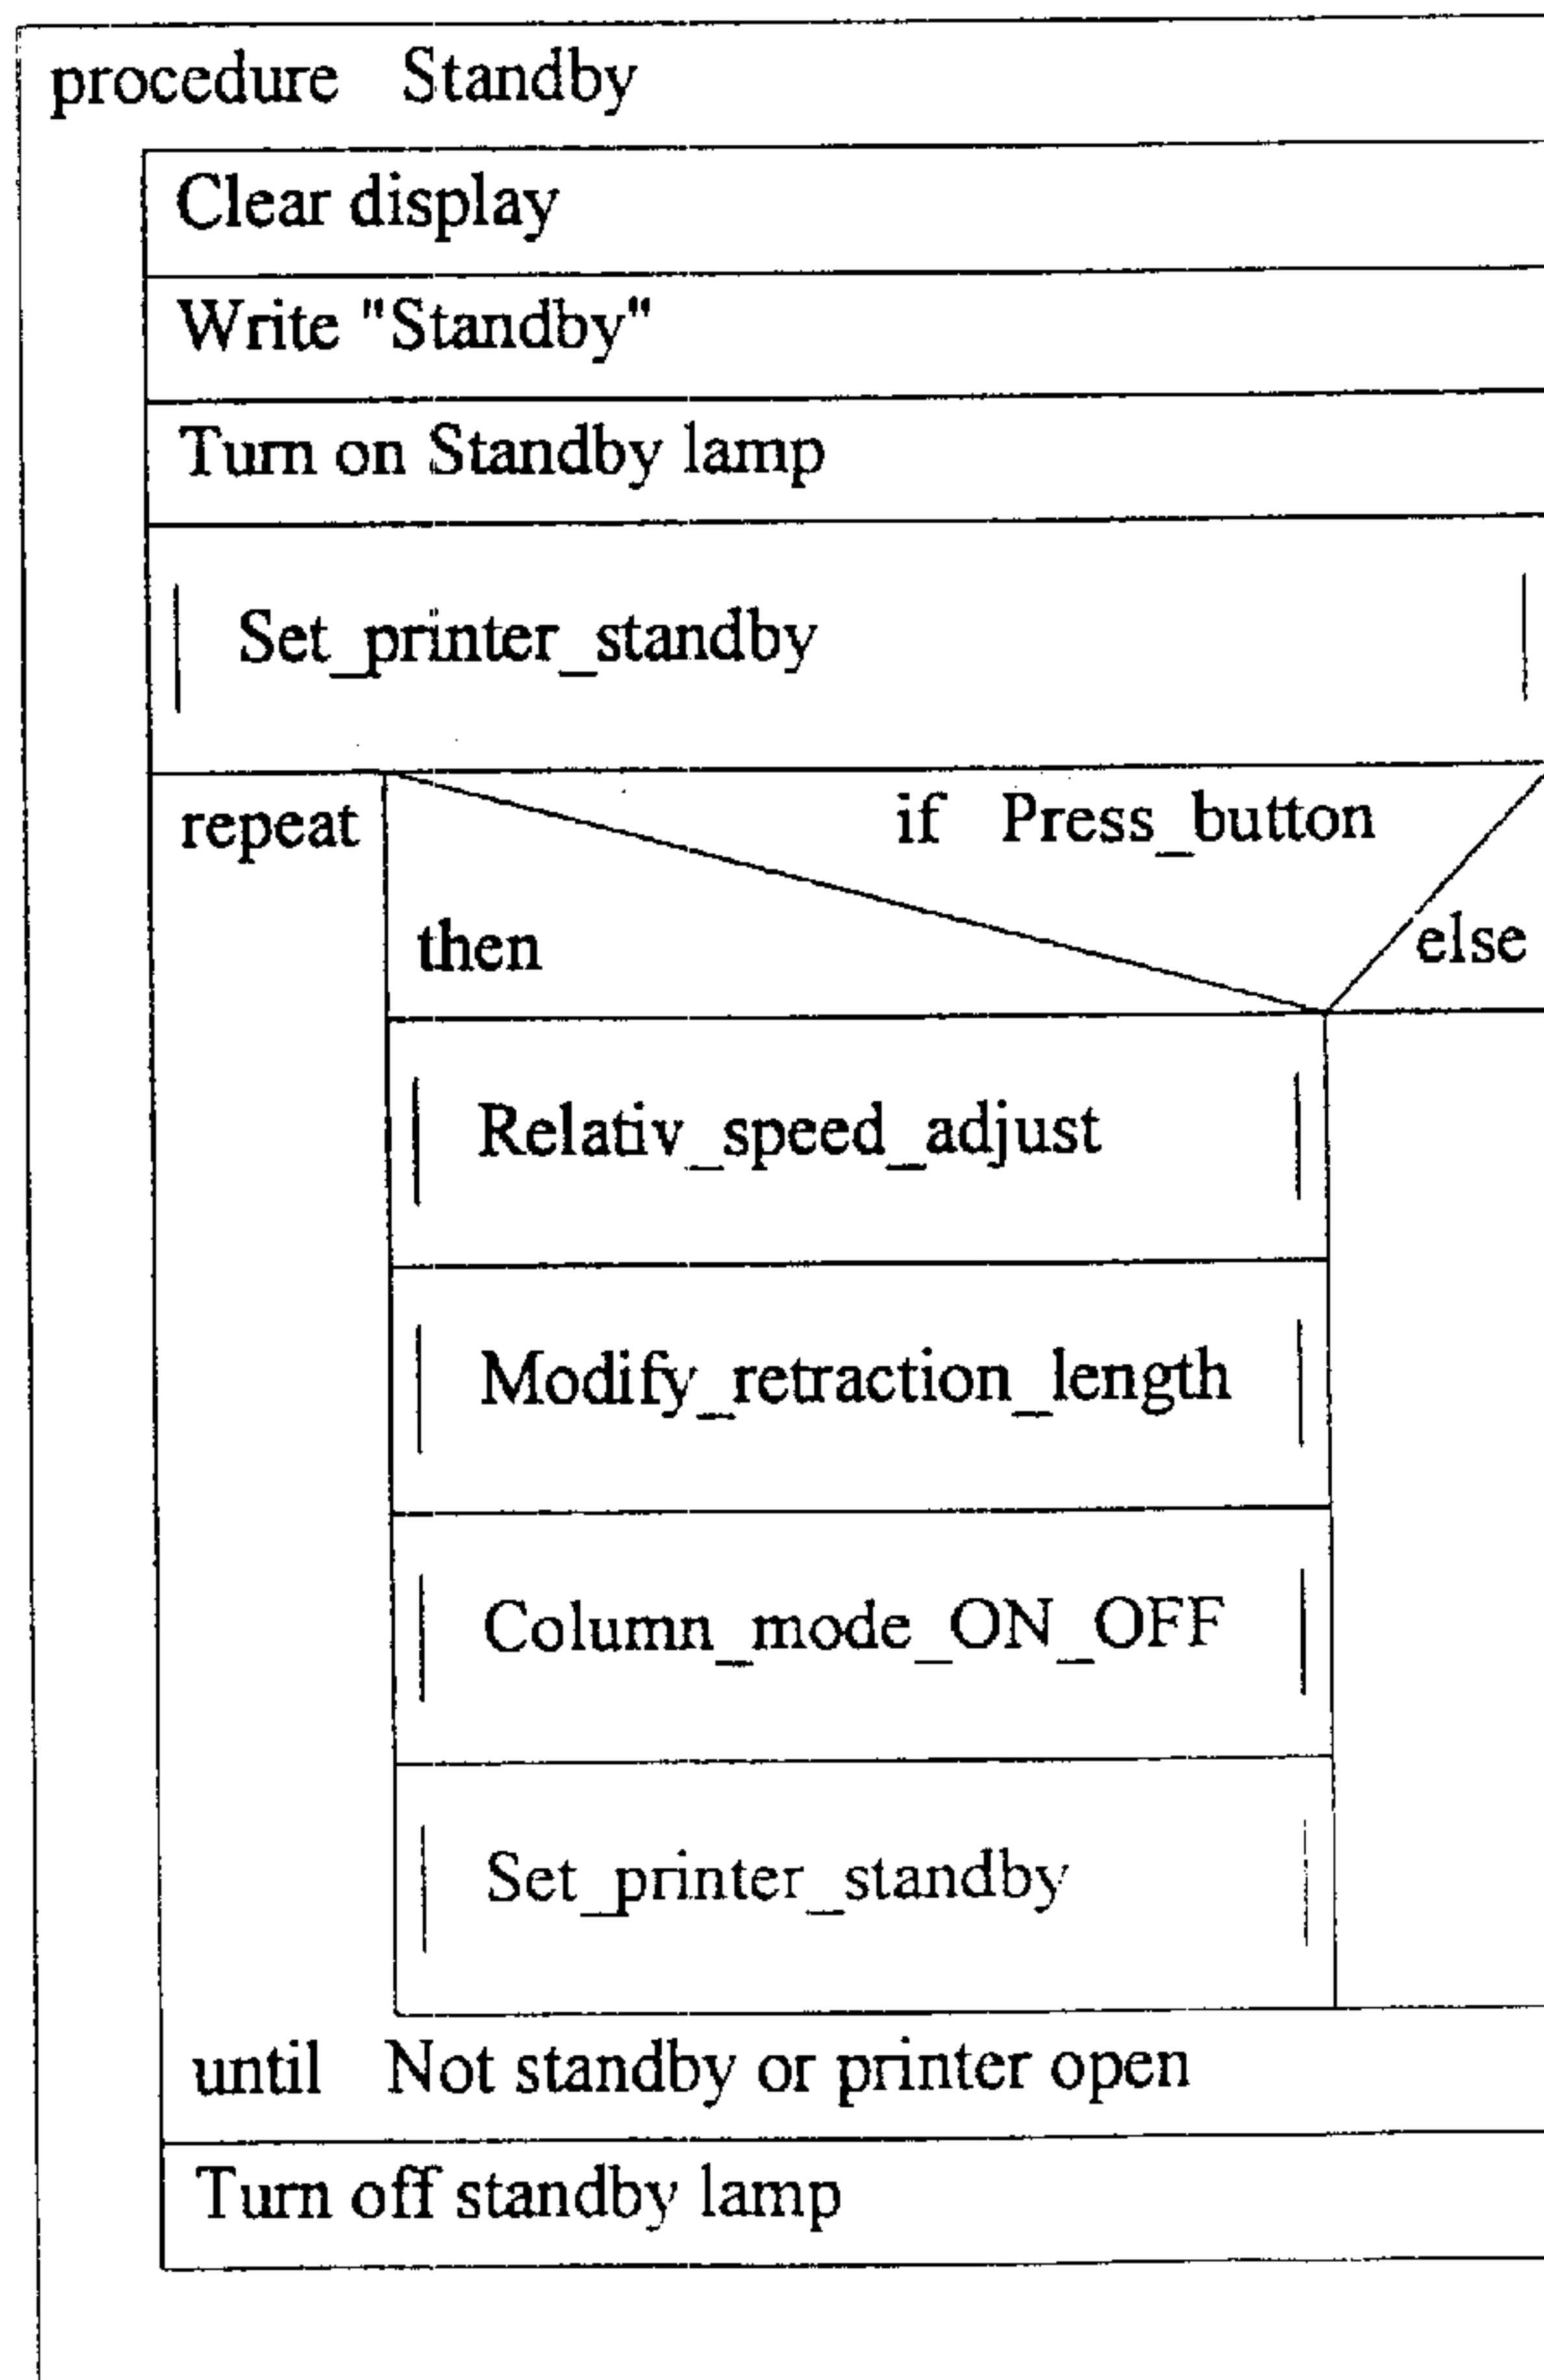 procedure Standby
Clear display
Write "Standby"
Turn on Standby lamp
Set_printer_standby
repeat
if Press_button
then
else
Relativ_speed_adjust
Modify_retraction_length
Column_mode_ON_OFF
Set_printer_standby
until Not standby or printer open
Turn off standby lamp